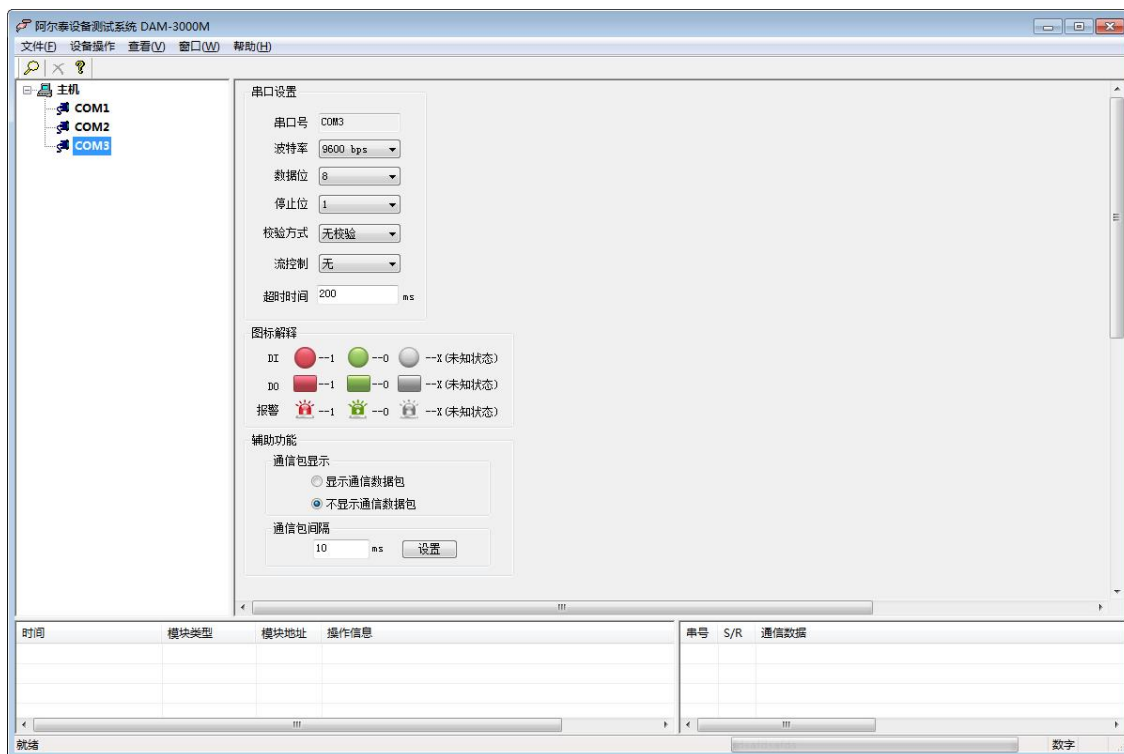 阿尔泰设备测试系统 DAM-3000M
文件(F) 设备操作 查看(V) 窗口(W) 帮助(H)
主机
COM1
COM2
COM3
串口设置
串口号 COM3
波特率 9600 bps
数据位 8
停止位 1
校验方式 无校验
流控制 无
超时时间 200 ms
图标解释
DI --1 --0 --X(未知状态)
DO --1 --0 --X(未知状态)
报警 --1 --0 --X(未知状态)
辅助功能
通信包显示
显示通信数据包
不显示通信数据包
通信包间隔
10 ms 设置
时间 模块类型 模块地址 操作信息
串号 S/R 通信数据
就绪 数字